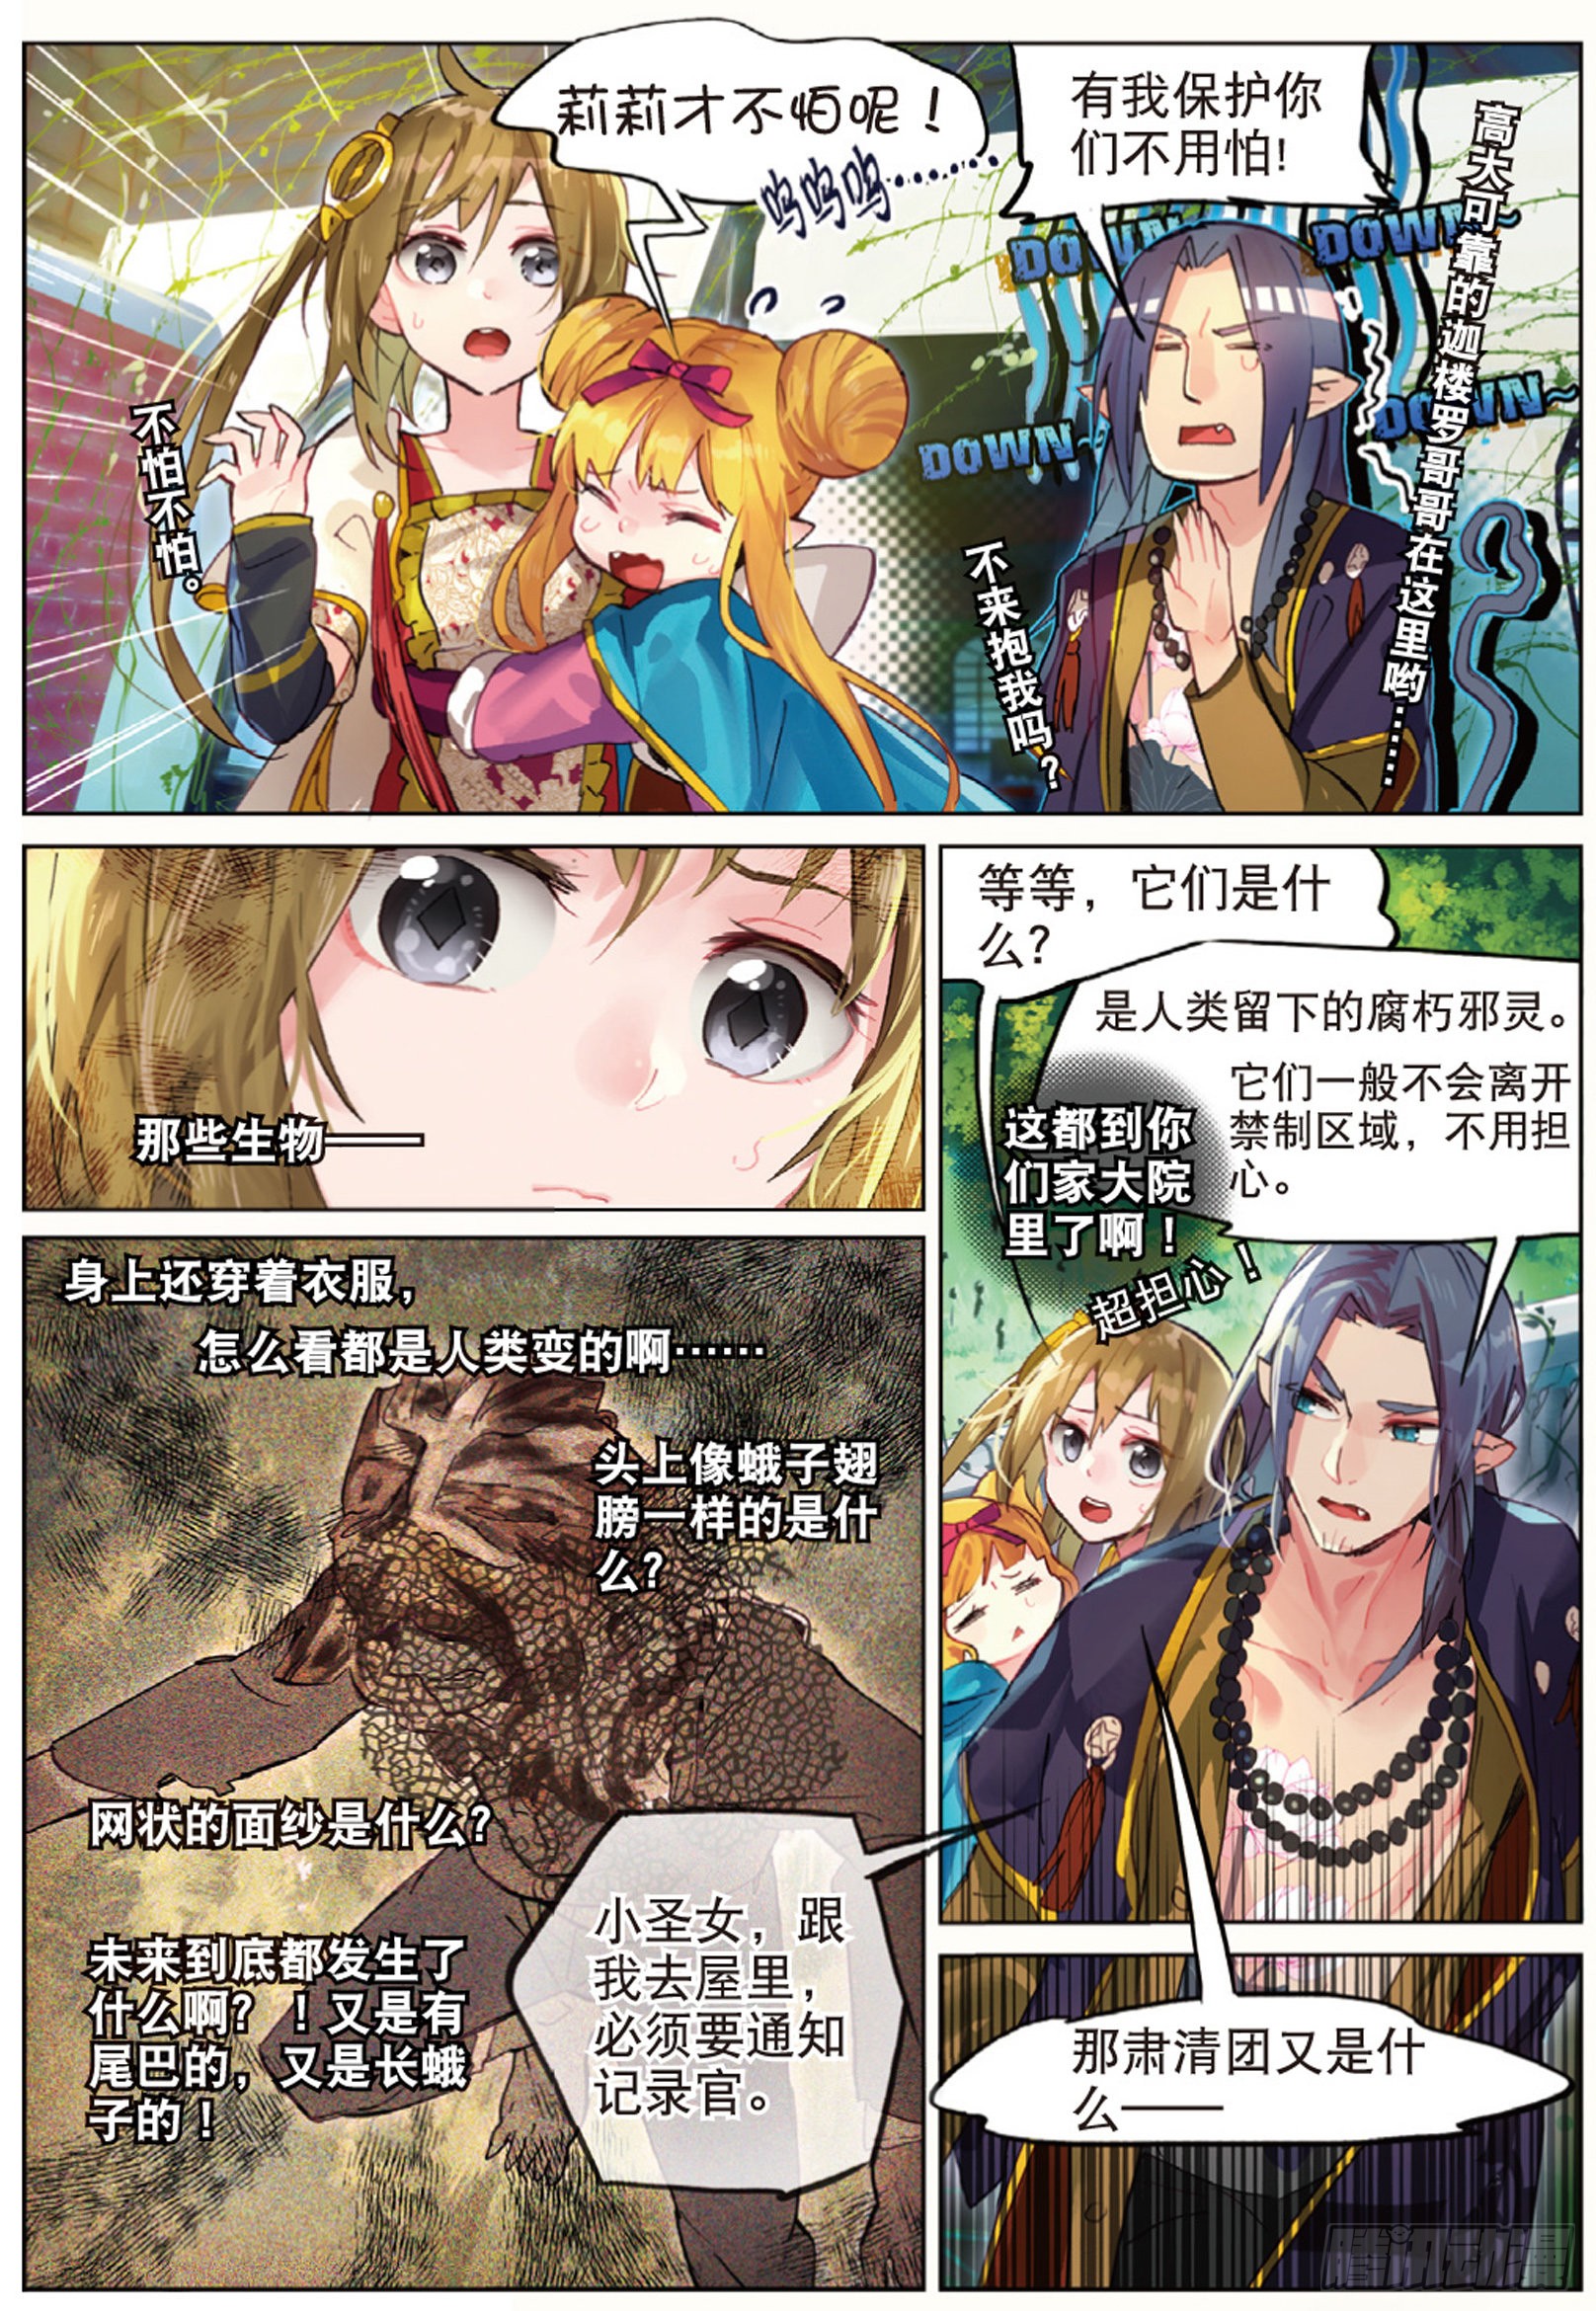 莉莉才不怕呢！
呜呜呜……
有我保护你
们不用怕！
DOWN~
DOWN~
DOWN~
DOWN~
高大可靠的迦楼罗哥哥在这里哟……
不来抱我吗？
不怕不怕。
那些生物——
等等，它们是什
么？
是人类留下的腐朽邪灵。
它们一般不会离开
禁制区域，不用担
心。
这都到你
们家大院
里了啊！
超担心！
身上还穿着衣服，
怎么看都是人类变的啊……
头上像蛾子翅
膀一样的是什
么？
网状的面纱是什么？
未来到底都发生了
什么啊？！又是有
尾巴的，又是长蛾
子的！
小圣女，跟
我去屋里，
必须要通知
记录官。
那肃清团又是什
么——
腾讯动漫